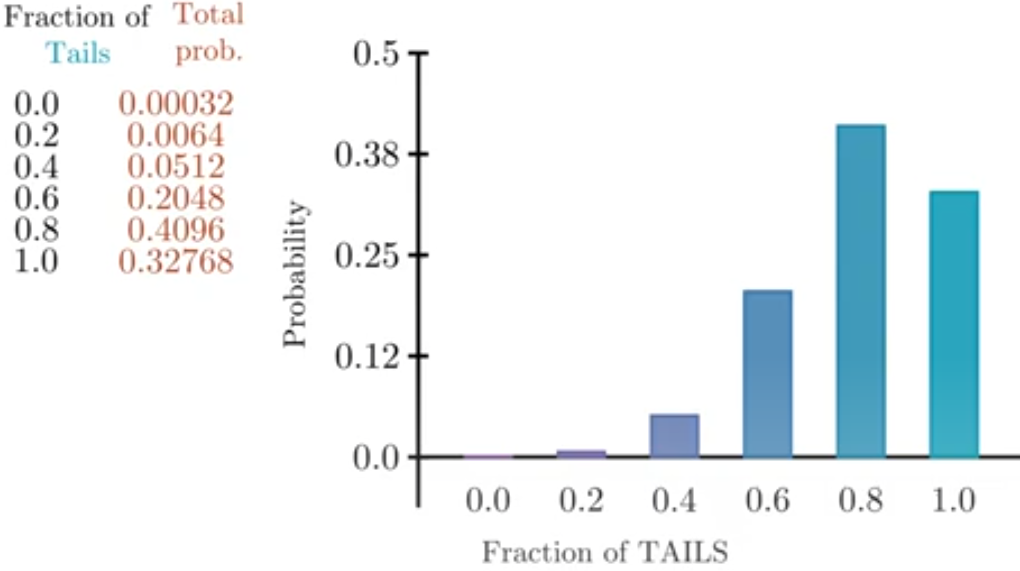 Fraction of Total
Tails prob.
0.0 0.00032
0.2 0.0064
0.4 0.0512
0.6 0.2048
0.8 0.4096
1.0 0.32768
Probability
0.5
0.38
0.25
0.12
0.0
0.0 0.2 0.4 0.6 0.8 1.0
Fraction of TAILS